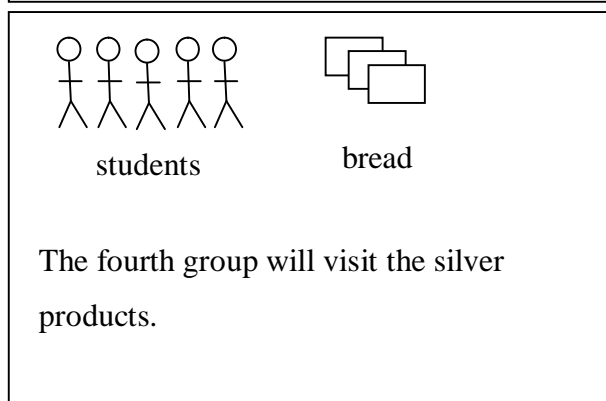 students bread
The fourth group will visit the silver
products.